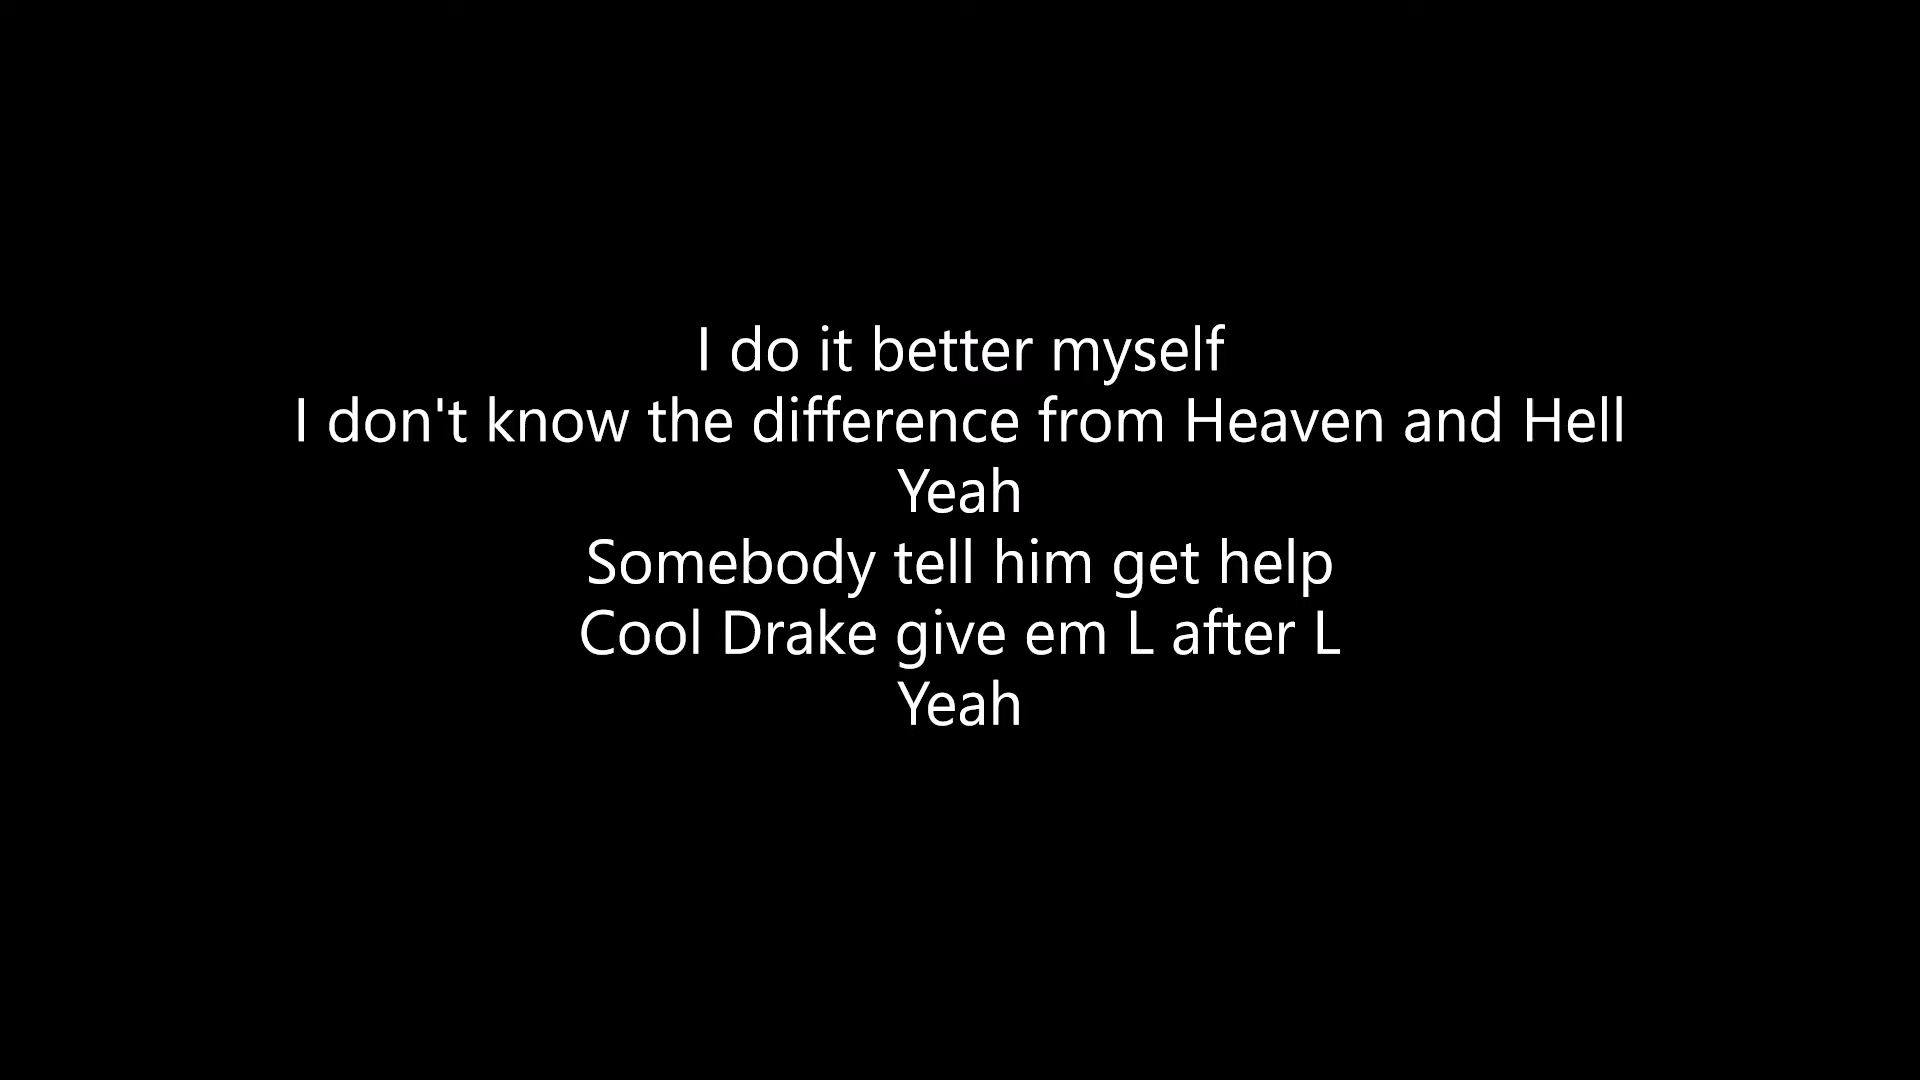 I do it better myself
I don't know the difference from Heaven and Hell
Yeah
Somebody tell him get help
Cool Drake give em L after L
Yeah